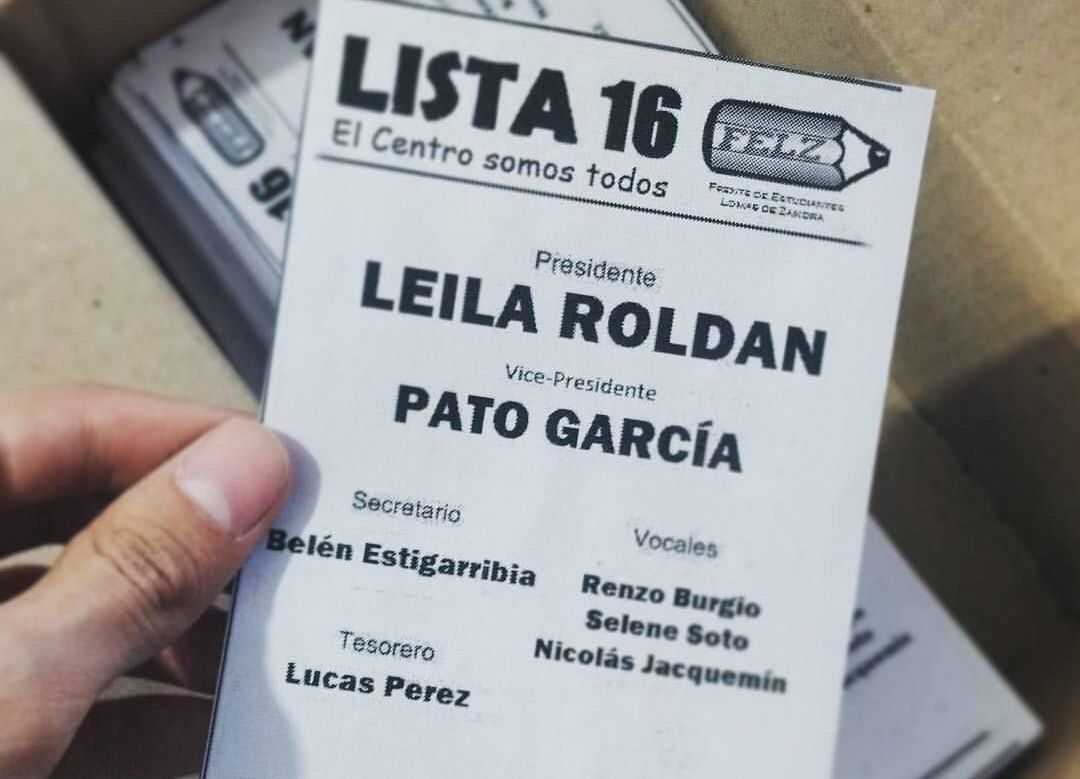 LISTA 16
El Centro somos todos
FELZ
FRENTE DE ESTUDIANTES
LOMAS DE ZAMORA
Presidente
LEILA ROLDAN
Vice-Presidente
PATO GARCÍA
Secretario
Belén Estigarribia
Tesorero
Lucas Perez
Vocales
Renzo Burgio
Selene Soto
Nicolás Jacquemín
16